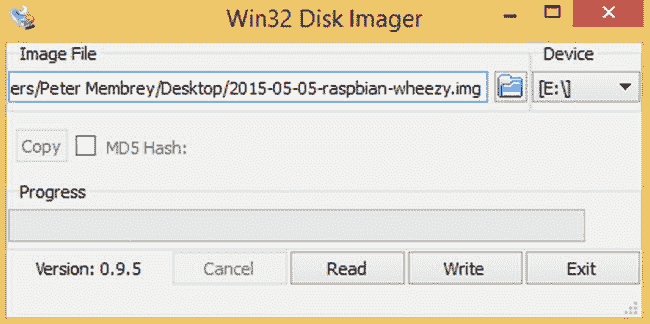 Win32 Disk Imager
Image File
Device
ers/Peter Membrey/Desktop/2015-05-05-raspbian-wheezy.img
[E:\]
Copy
MD5 Hash:
Progress
Version: 0.9.5
Cancel
Read
Write
Exit